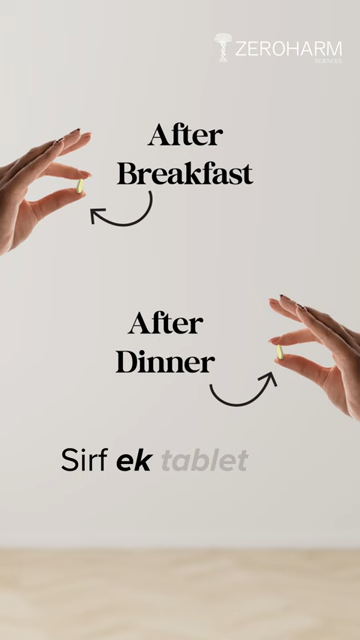 ZEROHARM
SCIENCES
After
Breakfast
After
Dinner
Sirf ek tablet